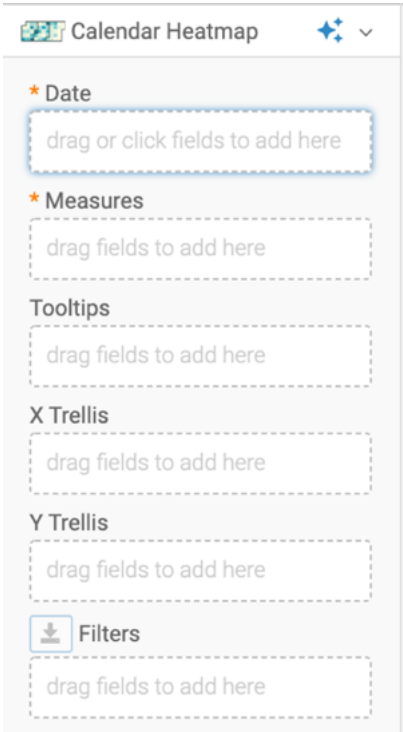 Calendar Heatmap
* Date
drag or click fields to add here
* Measures
drag fields to add here
Tooltips
drag fields to add here
X Trellis
drag fields to add here
Y Trellis
drag fields to add here
Filters
drag fields to add here